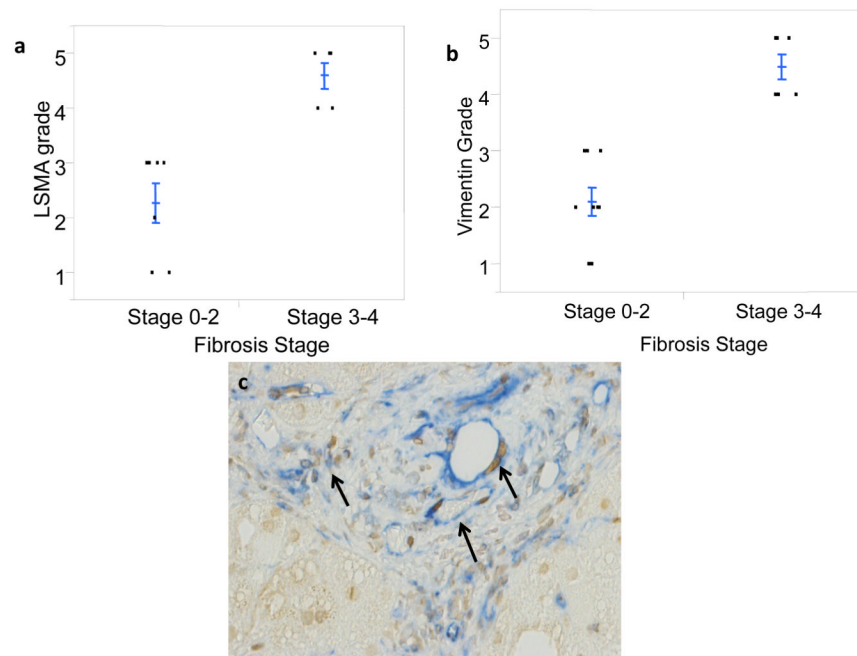 a
LSMA grade
5
4
3
2
1
Stage 0-2 Stage 3-4
Fibrosis Stage
b
Vimentin Grade
5
4
3
2
1
Stage 0-2 Stage 3-4
Fibrosis Stage
c